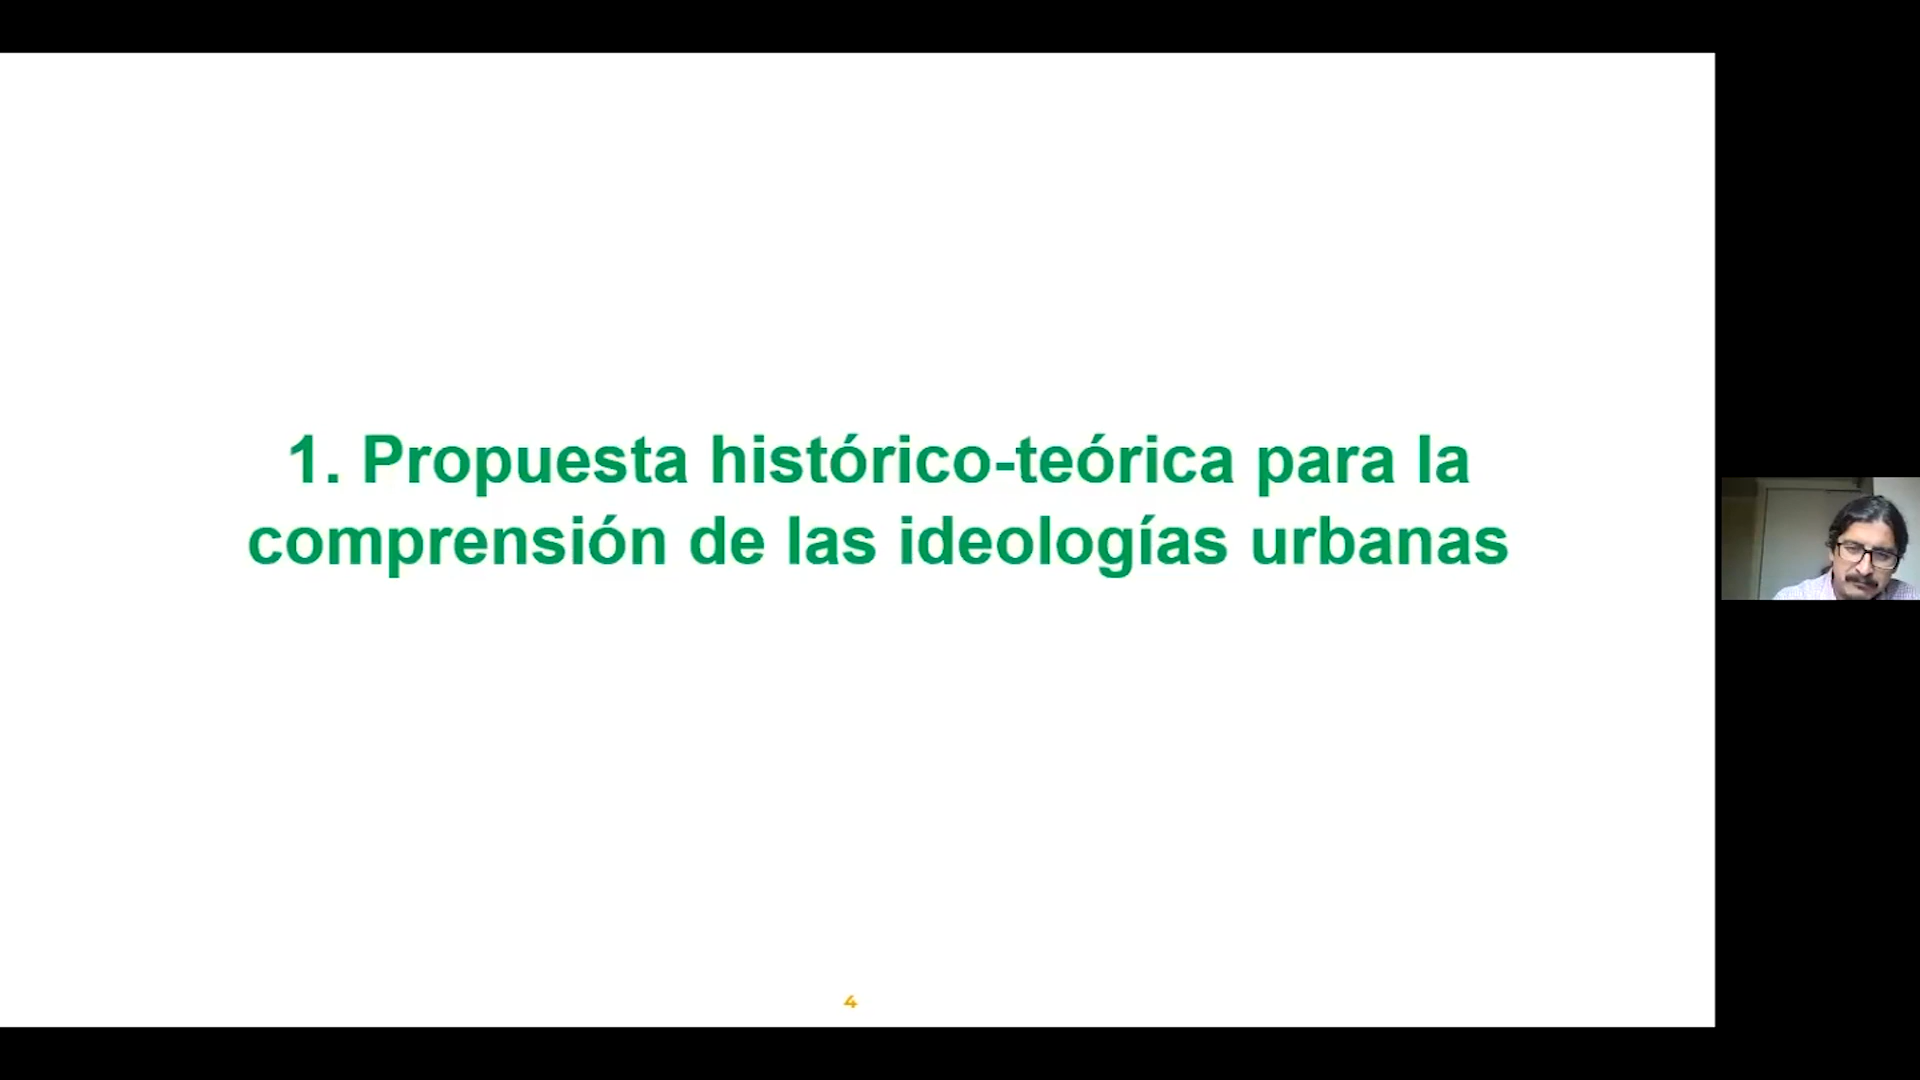 1. Propuesta histórico-teórica para la
comprensión de las ideologías urbanas
4